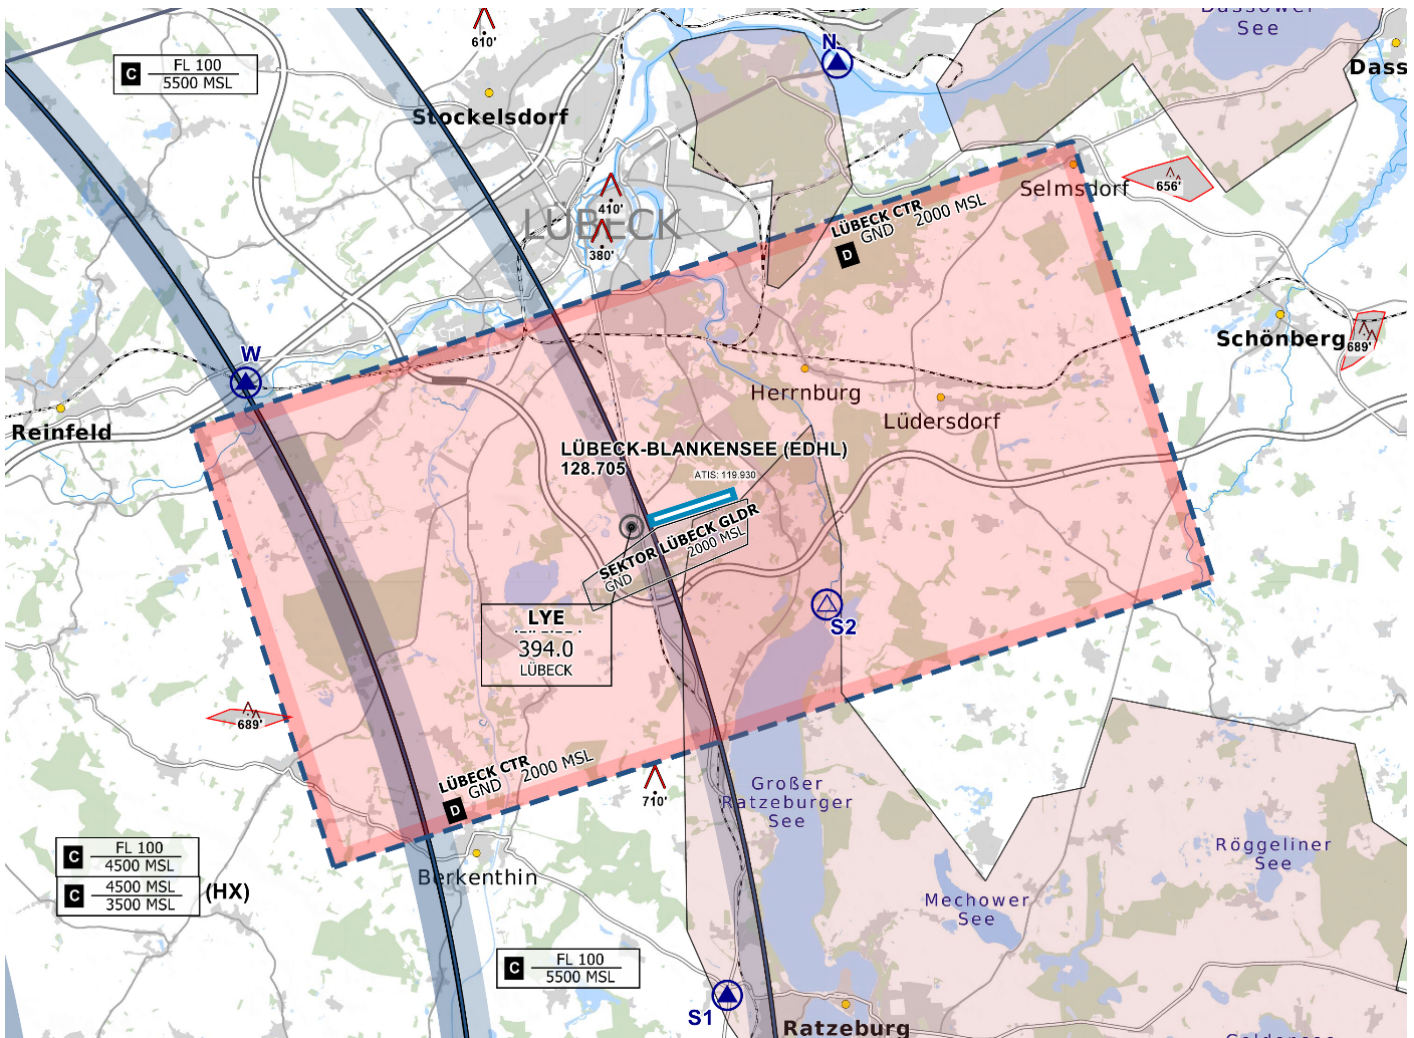 Dassower
See
N
610'
C
FL 100
5500 MSL
Dass
Stockelsdorf
Selmsdorf
656'
410'
LÜBECK
380'
LÜBECK CTR
GND 2000 MSL
D
Schönberg
689'
W
Reinfeld
Herrnburg
Lüdersdorf
LÜBECK-BLANKENSEE (EDHL)
128.705
ATIS: 119.930
SEKTOR LÜBECK GLDR
GND 2000 MSL
LYE
394.0
LÜBECK
S2
689'
LÜBECK CTR
GND 2000 MSL
D
710'
Großer
Ratzeburger
See
C
FL 100
4500 MSL
C
4500 MSL
3500 MSL
(HX)
Berkenthin
Röggeliner
See
Mechower
See
C
FL 100
5500 MSL
S1
Ratzeburg